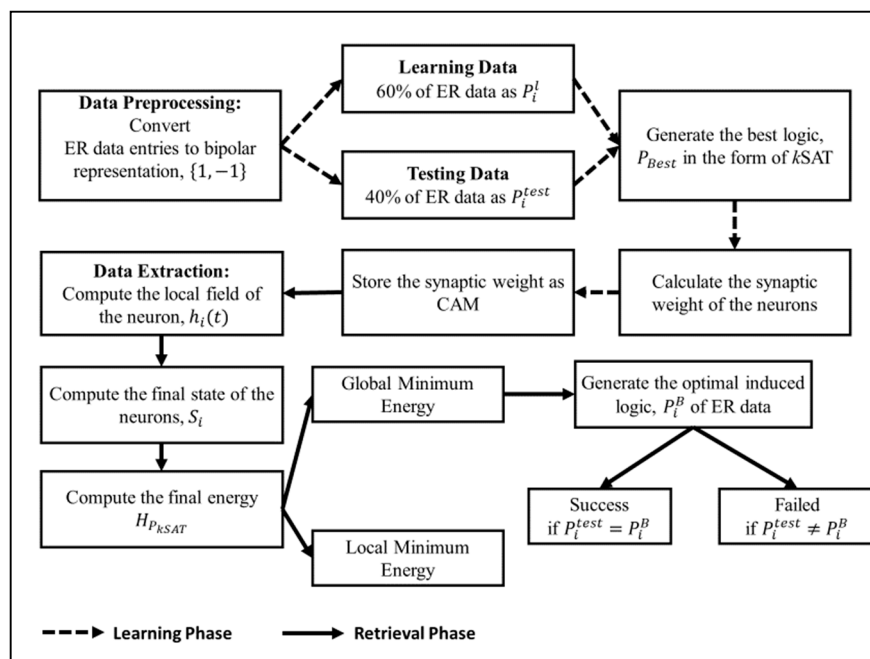 Data Preprocessing:
Convert
ER data entries to bipolar
representation, {1, −1}
Learning Data
60% of ER data as P_i^l
Testing Data
40% of ER data as P_i^{test}
Generate the best logic,
P_{Best} in the form of kSAT
Data Extraction:
Compute the local field of
the neuron, h_i(t)
Store the synaptic weight as
CAM
Calculate the synaptic
weight of the neurons
Compute the final state of the
neurons, S_i
Global Minimum
Energy
Generate the optimal induced
logic, P_i^B of ER data
Compute the final energy
H_{P_{kSAT}}
Local Minimum
Energy
Success
if P_i^{test} = P_i^B
Failed
if P_i^{test} ≠ P_i^B
Learning Phase
Retrieval Phase